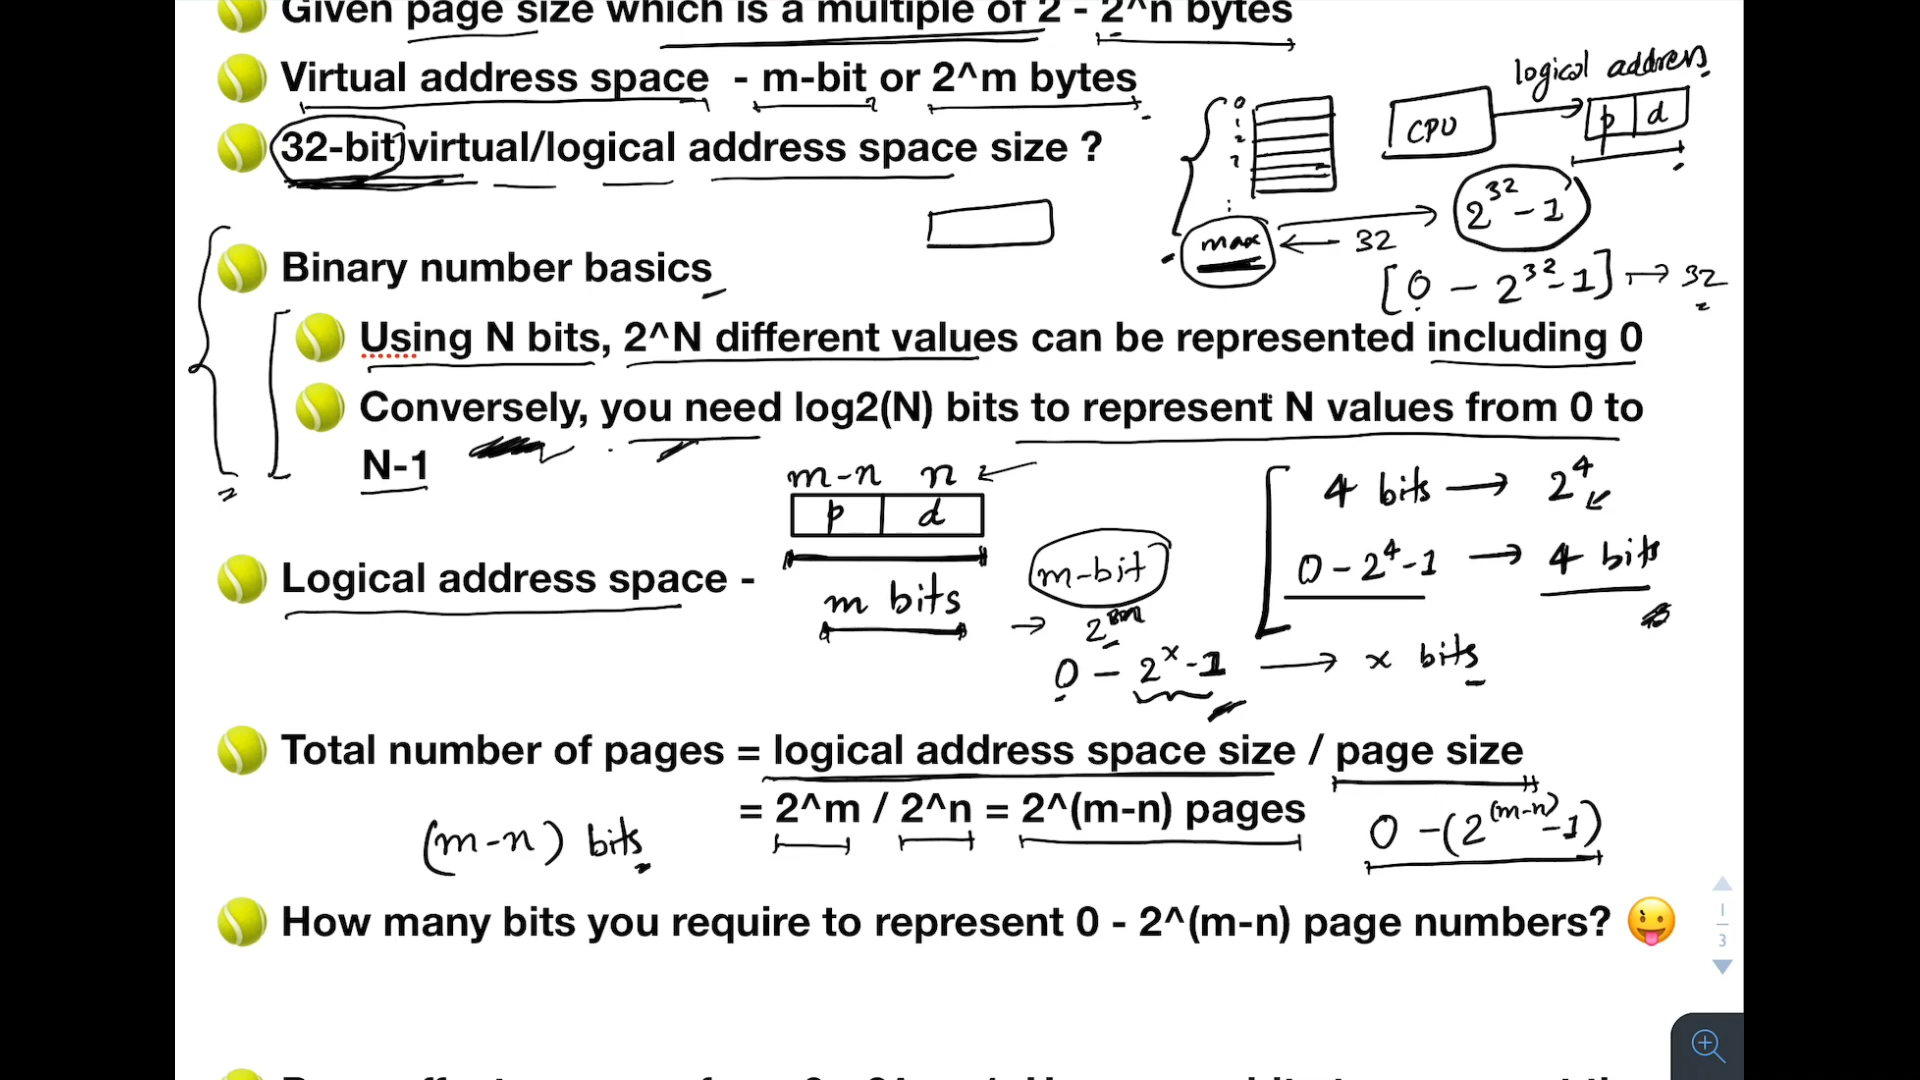 Given page size which is a multiple of 2 - 2^n bytes
Virtual address space - m-bit or 2^m bytes
logical address
0
1
2
CPU
p d
32-bit virtual/logical address space size ?
2^32 - 1
max
32
[0 - 2^32 - 1] → 32
Binary number basics
Using N bits, 2^N different values can be represented including 0
Conversely, you need log2(N) bits to represent N values from 0 to
N-1
m-n n
p d
4 bits → 2^4
0 - 2^4 - 1 → 4 bits
Logical address space -
m bits
m-bit
→ 2^m
0 - 2^x - 1 → x bits
Total number of pages = logical address space size / page size
= 2^m / 2^n = 2^(m-n) pages
0 - (2^(m-n) - 1)
(m-n) bits
How many bits you require to represent 0 - 2^(m-n) page numbers? 😜
1
3